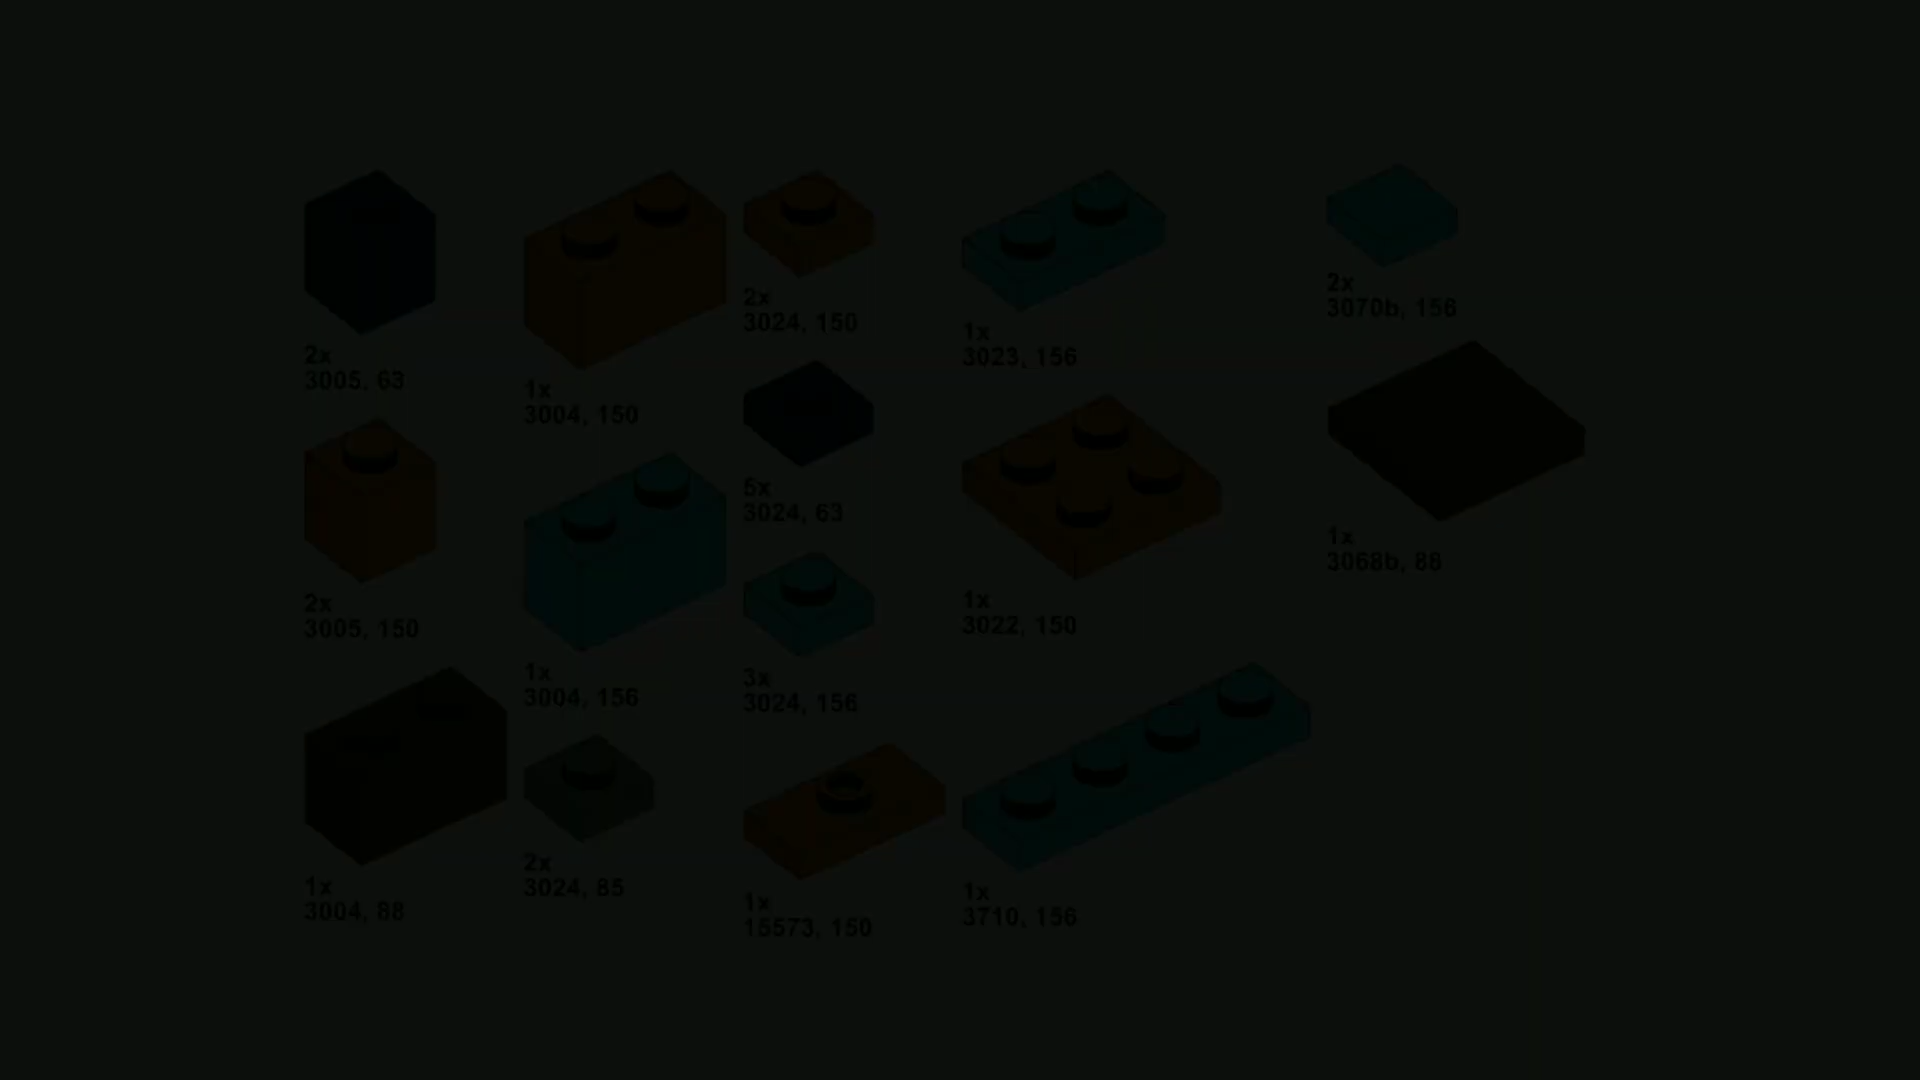 2x
3005, 63
2x
3005, 150
1x
3004, 88
1x
3004, 150
1x
3004, 156
2x
3024, 85
2x
3024, 150
5x
3024, 63
3x
3024, 156
1x
15573, 150
1x
3023, 156
1x
3022, 150
1x
3710, 156
2x
3070b, 156
1x
3068b, 88